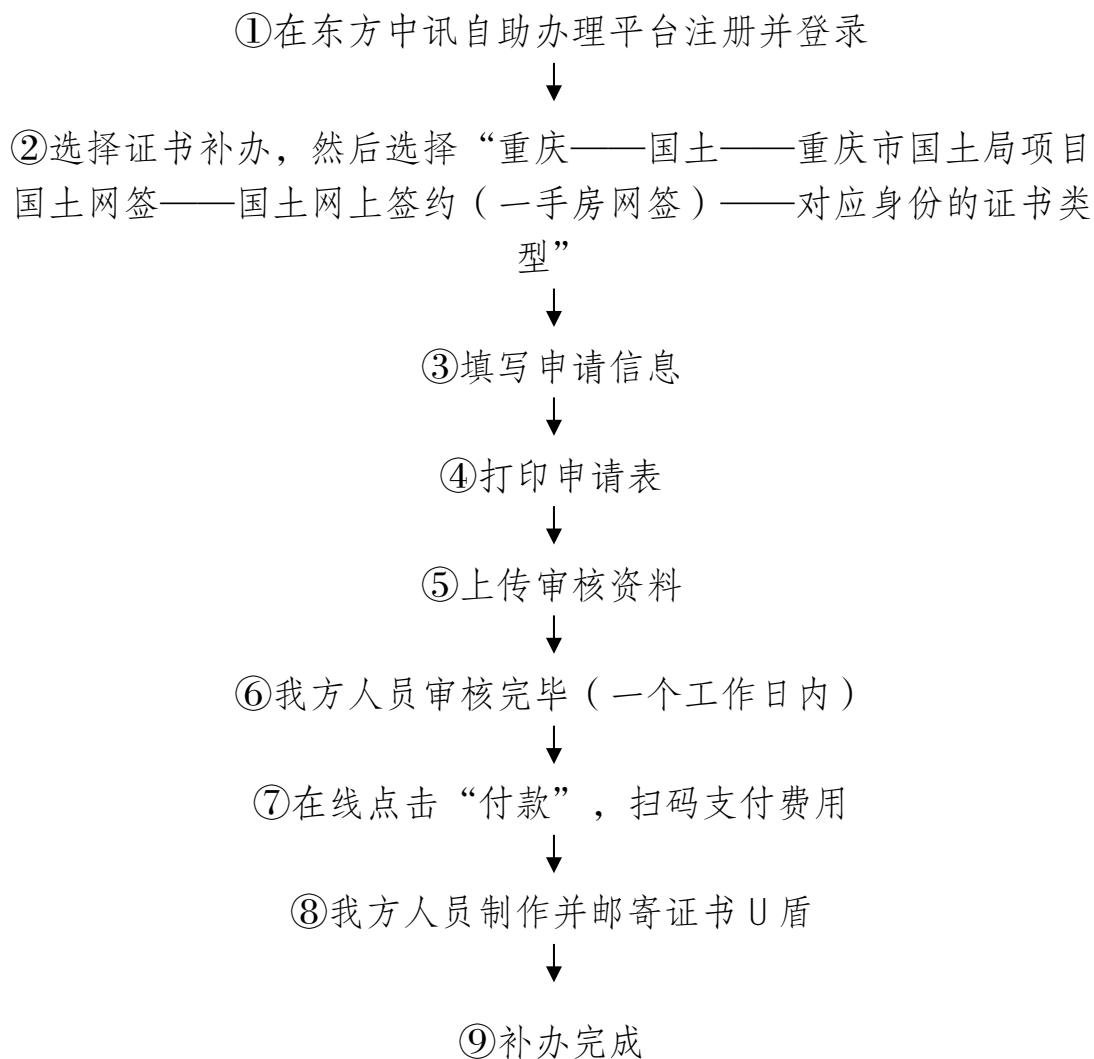 ①在东方中讯自助办理平台注册并登录
②选择证书补办，然后选择“重庆——国土——重庆市国土局项目
国土网签——国土网上签约（一手房网签）——对应身份的证书类
型”
③填写申请信息
④打印申请表
⑤上传审核资料
⑥我方人员审核完毕（一个工作日内）
⑦在线点击“付款”，扫码支付费用
⑧我方人员制作并邮寄证书U盾
⑨补办完成